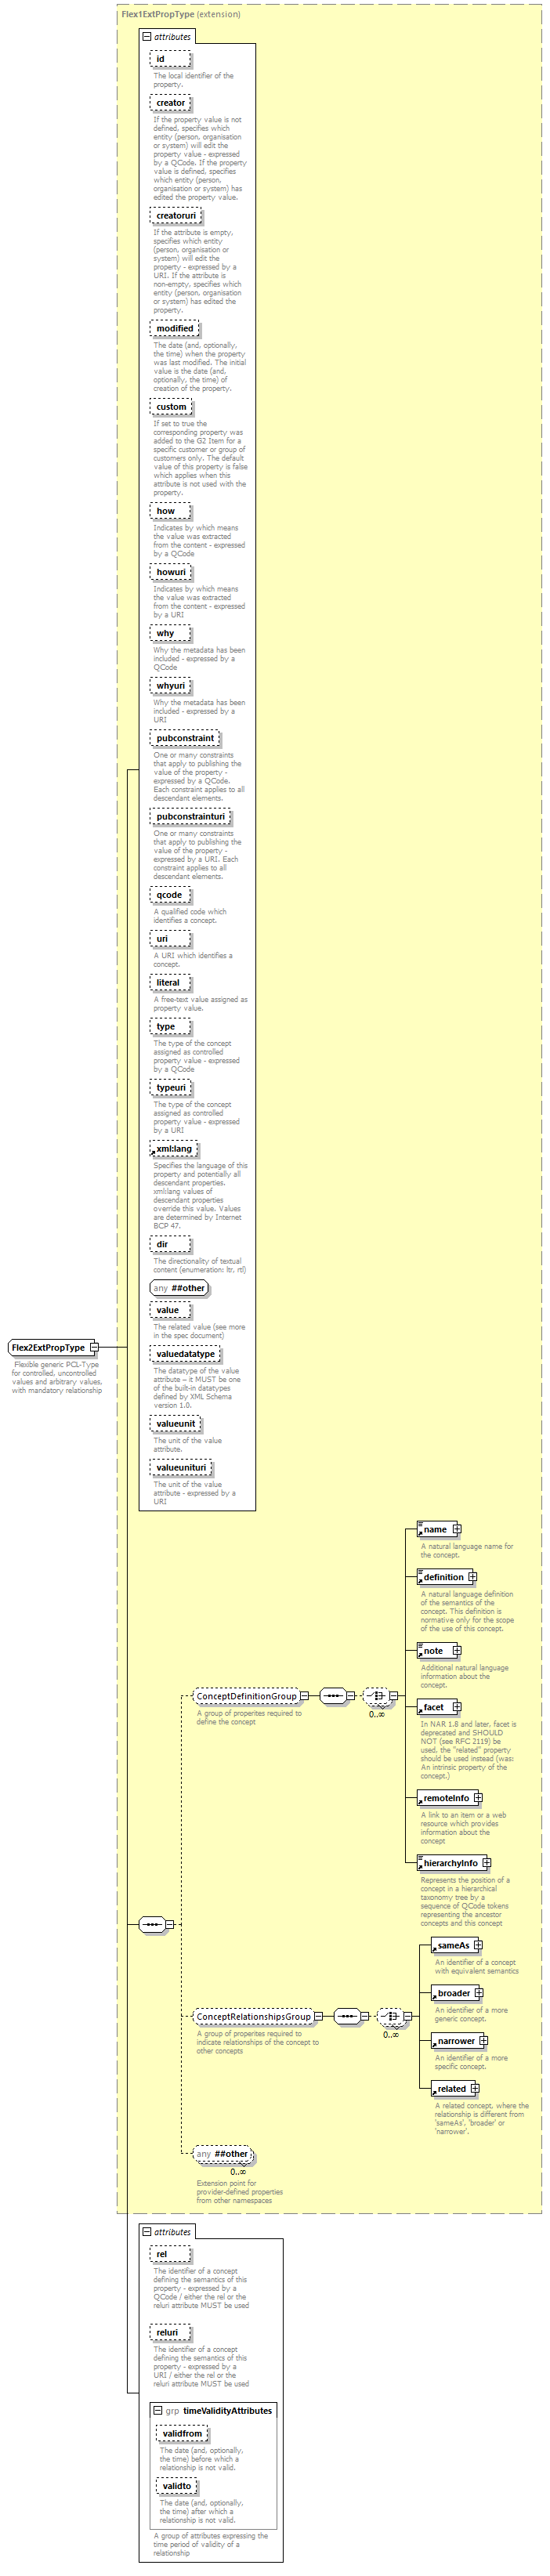 Flex1ExtPropType (extension)
attributes
id
The local identifier of the
property.
creator
If the property value is not
defined, specifies which
entity (person, organisation
or system) will edit the
property value - expressed
by a QCode. If the property
value is defined, specifies
which entity (person,
organisation or system) has
edited the property value.
creatoruri
If the attribute is empty,
specifies which entity
(person, organisation or
system) will edit the
property - expressed by a
URI. If the attribute is
non-empty, specifies which
entity (person, organisation
or system) has edited the
property.
modified
The date (and, optionally,
the time) when the property
was last modified. The initial
value is the date (and,
optionally, the time) of
creation of the property.
custom
If set to true the
corresponding property was
added to the G2 Item for a
specific customer or group of
customers only. The default
value of this property is false
which applies when this
attribute is not used with the
property.
how
Indicates by which means
the value was extracted
from the content - expressed
by a QCode
howuri
Indicates by which means
the value was extracted
from the content - expressed
by a URI
why
Why the metadata has been
included - expressed by a
QCode
whyuri
Why the metadata has been
included - expressed by a
URI
pubconstraint
One or many constraints
that apply to publishing the
value of the property -
expressed by a QCode.
Each constraint applies to all
descendant elements.
pubconstrainturi
One or many constraints
that apply to publishing the
value of the property -
expressed by a URI. Each
constraint applies to all
descendant elements.
qcode
A qualified code which
identifies a concept.
uri
A URI which identifies a
concept.
literal
A free-text value assigned as
property value.
type
The type of the concept
assigned as controlled
property value - expressed
by a QCode
typeuri
The type of the concept
assigned as controlled
property value - expressed
by a URI
xml:lang
Specifies the language of this
property and potentially all
descendant properties.
xml:lang values of
descendant properties
override this value. Values
are determined by Internet
BCP 47.
dir
The directionality of textual
content (enumeration: ltr, rtl)
any ##other
value
The related value (see more
in the spec document)
valuedatatype
The datatype of the value
attribute – it MUST be one
of the built-in datatypes
defined by XML Schema
version 1.0.
valueunit
The unit of the value
attribute.
valueunituri
The unit of the value
attribute - expressed by a
URI
Flex2ExtPropType
Flexible generic PCL-Type
for controlled, uncontrolled
values and arbitrary values,
with mandatory relationship
ConceptDefinitionGroup
A group of properites required to
define the concept
0..∞
name
A natural language name for
the concept.
definition
A natural language definition
of the semantics of the
concept. This definition is
normative only for the scope
of the use of this concept.
note
Additional natural language
information about the
concept.
facet
In NAR 1.8 and later, facet is
deprecated and SHOULD
NOT (see RFC 2119) be
used, the "related" property
should be used instead (was:
An intrinsic property of the
concept.)
remoteInfo
A link to an item or a web
resource which provides
information about the
concept
hierarchyInfo
Represents the position of a
concept in a hierarchical
taxonomy tree by a
sequence of QCode tokens
representing the ancestor
concepts and this concept
ConceptRelationshipsGroup
A group of properites required to
indicate relationships of the concept to
other concepts
0..∞
sameAs
An identifier of a concept
with equivalent semantics
broader
An identifier of a more
generic concept.
narrower
An identifier of a more
specific concept.
related
A related concept, where the
relationship is different from
'sameAs', 'broader' or
'narrower'.
any ##other
0..∞
Extension point for
provider-defined properties
from other namespaces
attributes
rel
The identifier of a concept
defining the semantics of this
property - expressed by a
QCode / either the rel or the
reluri attribute MUST be used
reluri
The identifier of a concept
defining the semantics of this
property - expressed by a
URI / either the rel or the
reluri attribute MUST be used
grp timeValidityAttributes
validfrom
The date (and, optionally,
the time) before which a
relationship is not valid.
validto
The date (and, optionally,
the time) after which a
relationship is not valid.
A group of attributes expressing the
time period of validity of a
relationship